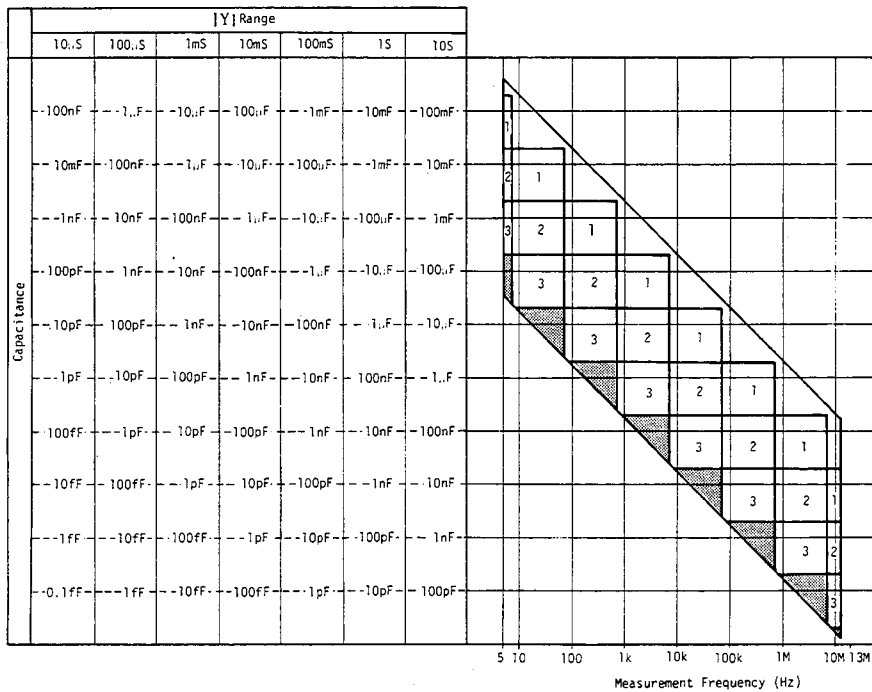 |Y| Range
10μS 100μS 1mS 10mS 100mS 1S 10S
100nF 1μF 10μF 100μF 1mF 10mF 100mF
1
10mF 100nF 1μF 10μF 100μF 1mF 10mF
2 1
1nF 10nF 100nF 1μF 10μF 100μF 1mF
3 2 1
100pF 1nF 10nF 100nF 1μF 10μF 100μF
3 2 1
10pF 100pF 1nF 10nF 100nF 1μF 10μF
3 2 1
1pF 10pF 100pF 1nF 10nF 100nF 1μF
3 2 1
100fF 1pF 10pF 100pF 1nF 10nF 100nF
3 2 1
10fF 100fF 1pF 10pF 100pF 1nF 10nF
3 2 1
1fF 10fF 100fF 1pF 10pF 100pF 1nF
3 2
0.1fF 1fF 10fF 100fF 1pF 10pF 100pF
3
Capacitance
5 10 100 1k 10k 100k 1M 10M 13M
Measurement Frequency (Hz)